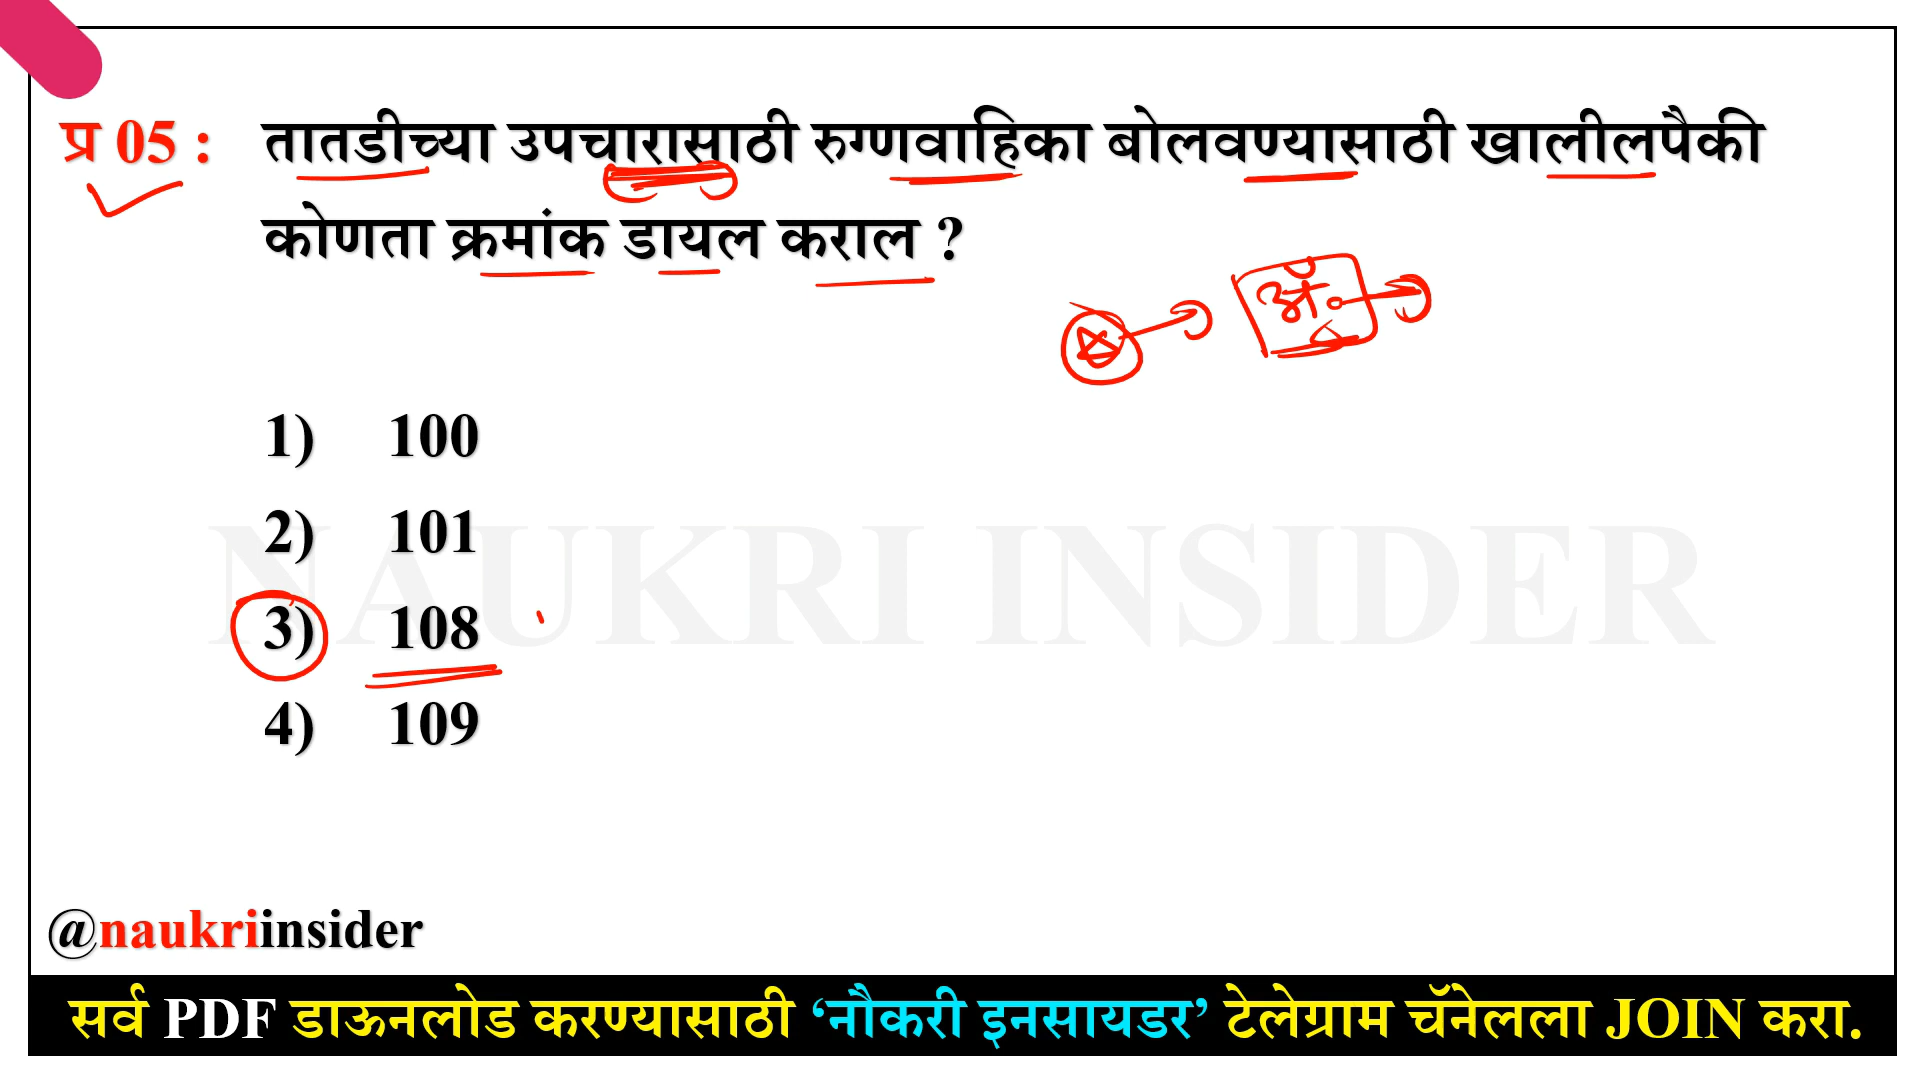 प्र 05 : तातडीच्या उपचारासाठी रुग्णवाहिका बोलवण्यासाठी खालीलपैकी
कोणता क्रमांक डायल कराल ?
1) 100
2) 101
NAUKRI INSIDER
3) 108
4) 109
@naukriinsider
सर्व PDF डाऊनलोड करण्यासाठी ‘नौकरी इनसायडर’ टेलेग्राम चॅनेलला JOIN करा.